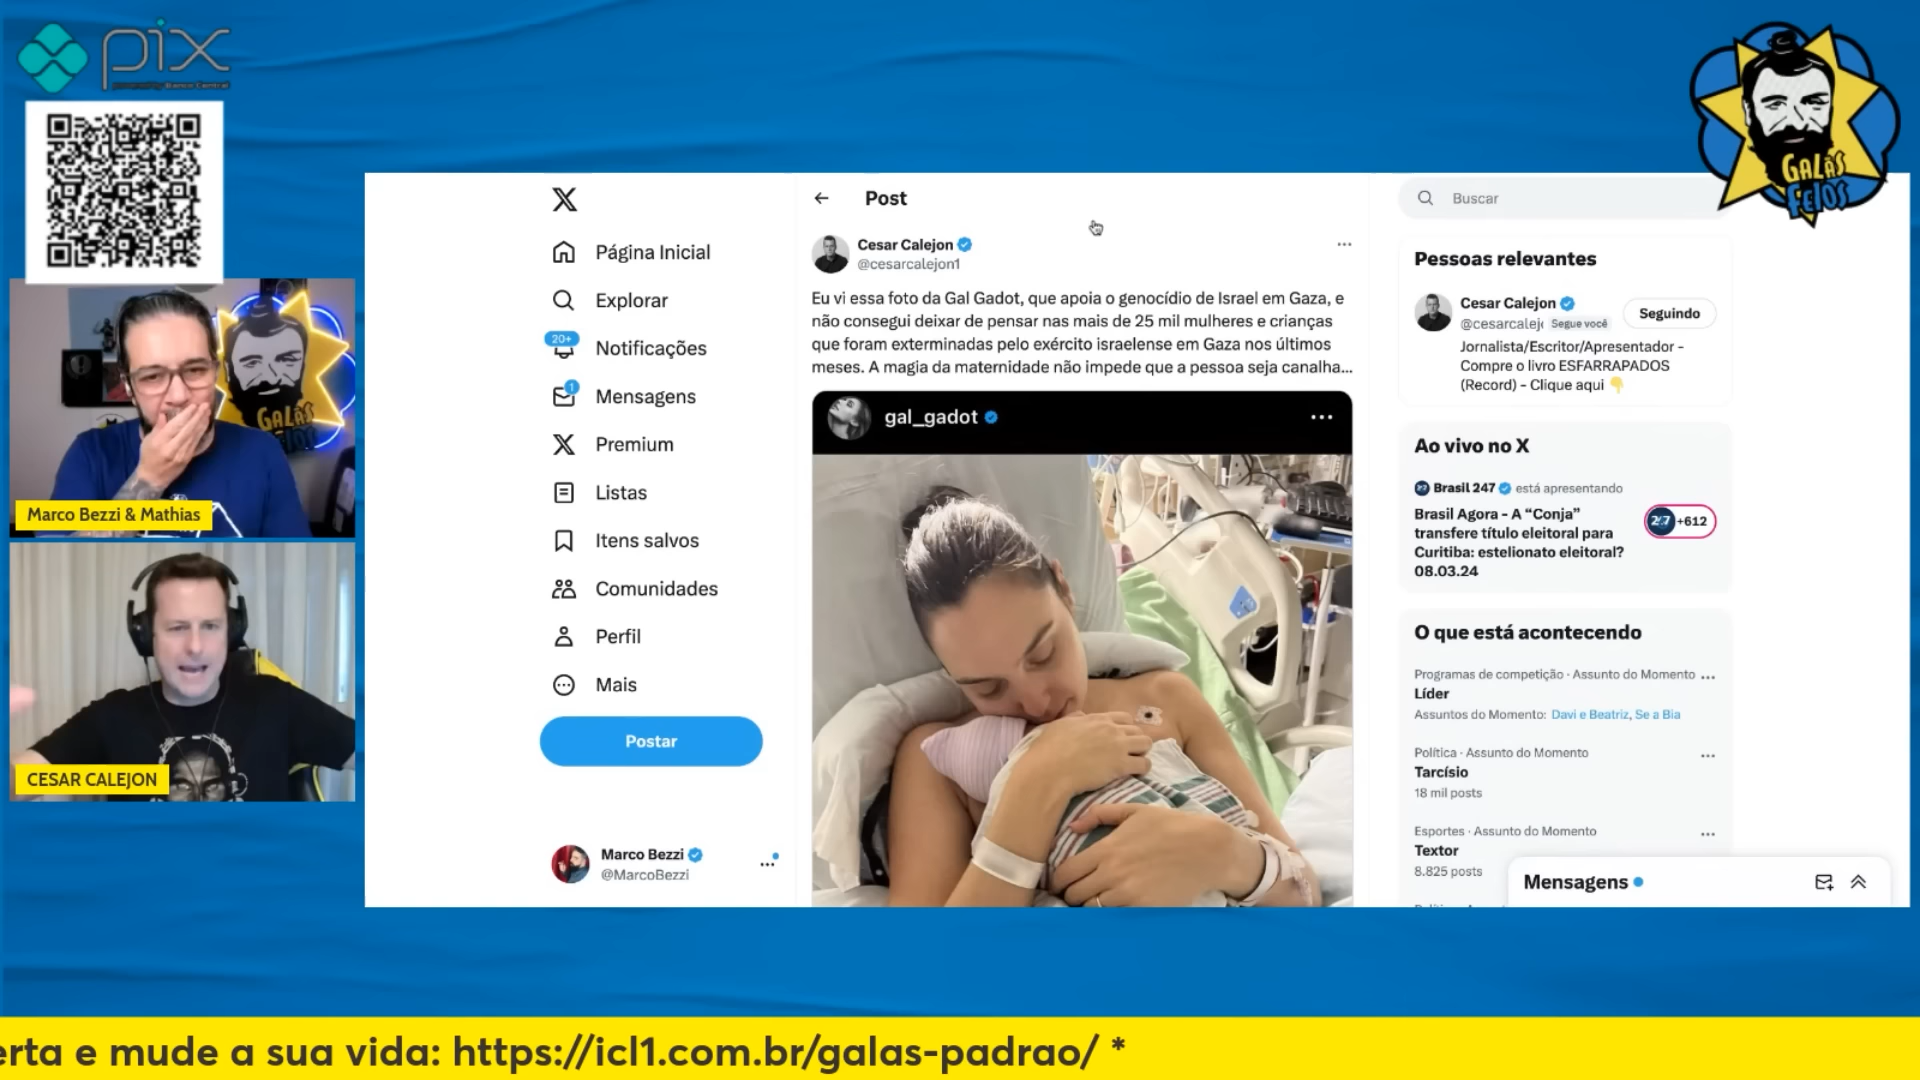 pix
powered by Banco Central
GALãS
FEIOS
GALãS
FEIOS
Marco Bezzi & Mathias
CESAR CALEJON
Página Inicial
Explorar
20+
Notificações
1
Mensagens
Premium
Listas
Itens salvos
Comunidades
Perfil
Mais
Postar
Marco Bezzi
@MarcoBezzi
Post
Cesar Calejon
@cesarcalejon1
Eu vi essa foto da Gal Gadot, que apoia o genocídio de Israel em Gaza, e
não consegui deixar de pensar nas mais de 25 mil mulheres e crianças
que foram exterminadas pelo exército israelense em Gaza nos últimos
meses. A magia da maternidade não impede que a pessoa seja canalha...
gal_gadot
Buscar
Pessoas relevantes
Cesar Calejon
@cesarcalej Segue você
Seguindo
Jornalista/Escritor/Apresentador -
Compre o livro ESFARRAPADOS
(Record) - Clique aqui 👇
Ao vivo no X
Brasil 247 está apresentando
Brasil Agora - A “Conja”
transfere título eleitoral para
Curitiba: estelionato eleitoral?
08.03.24
247 +612
O que está acontecendo
Programas de competição · Assunto do Momento
Líder
Assuntos do Momento: Davi e Beatriz, Se a Bia
Política · Assunto do Momento
Tarcísio
18 mil posts
Esportes · Assunto do Momento
Textor
8.825 posts
Mensagens
erta e mude a sua vida: https://icl1.com.br/galas-padrao/ *